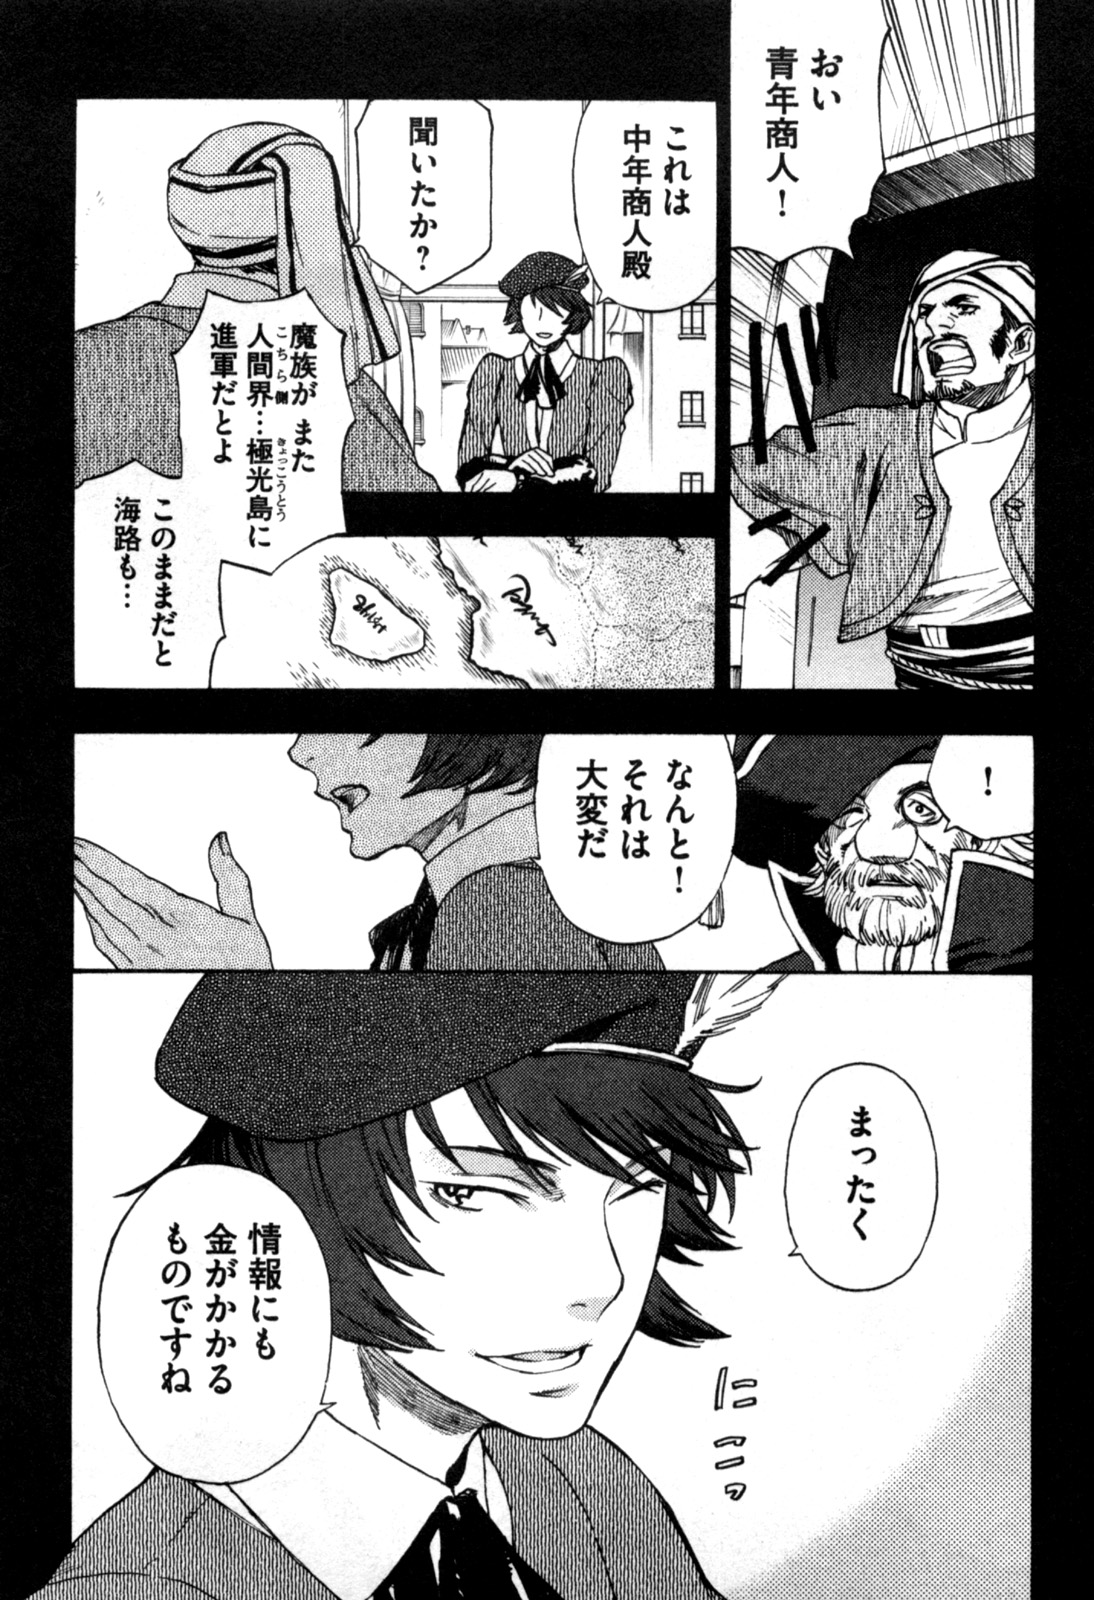 おい
青年商人！
これは
中年商人殿
聞いたか？
魔族が また
人間界…極光島に
こちら側
きょっこうとう
進軍だとよ
このままだと
海路も…
！
なんと！
それは
大変だ
まったく
情報にも
金がかかる
ものですね
にこっ